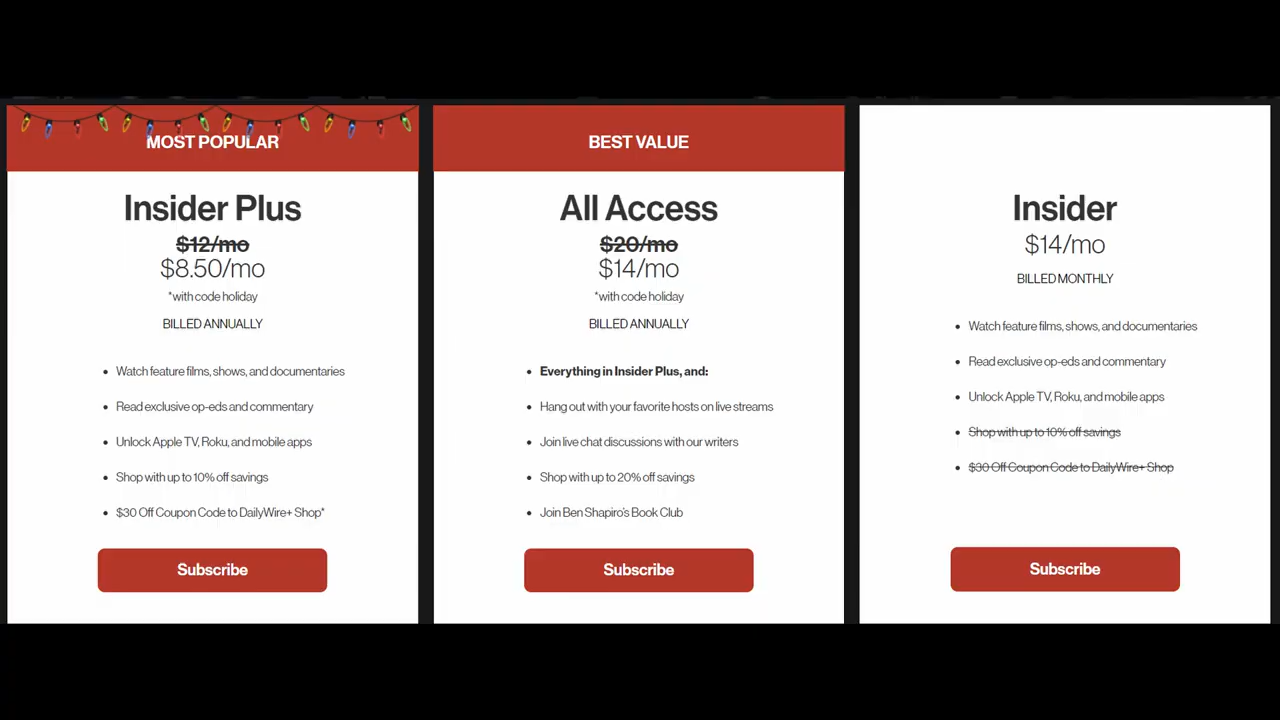 MOST POPULAR
Insider Plus
$12/mo
$8.50/mo
*with code holiday
BILLED ANNUALLY
• Watch feature films, shows, and documentaries
• Read exclusive op-eds and commentary
• Unlock Apple TV, Roku, and mobile apps
• Shop with up to 10% off savings
• $30 Off Coupon Code to DailyWire+ Shop*
Subscribe
BEST VALUE
All Access
$20/mo
$14/mo
*with code holiday
BILLED ANNUALLY
• Everything in Insider Plus, and:
• Hang out with your favorite hosts on live streams
• Join live chat discussions with our writers
• Shop with up to 20% off savings
• Join Ben Shapiro's Book Club
Subscribe
Insider
$14/mo
BILLED MONTHLY
• Watch feature films, shows, and documentaries
• Read exclusive op-eds and commentary
• Unlock Apple TV, Roku, and mobile apps
• Shop with up to 10% off savings
• $30 Off Coupon Code to DailyWire+ Shop
Subscribe